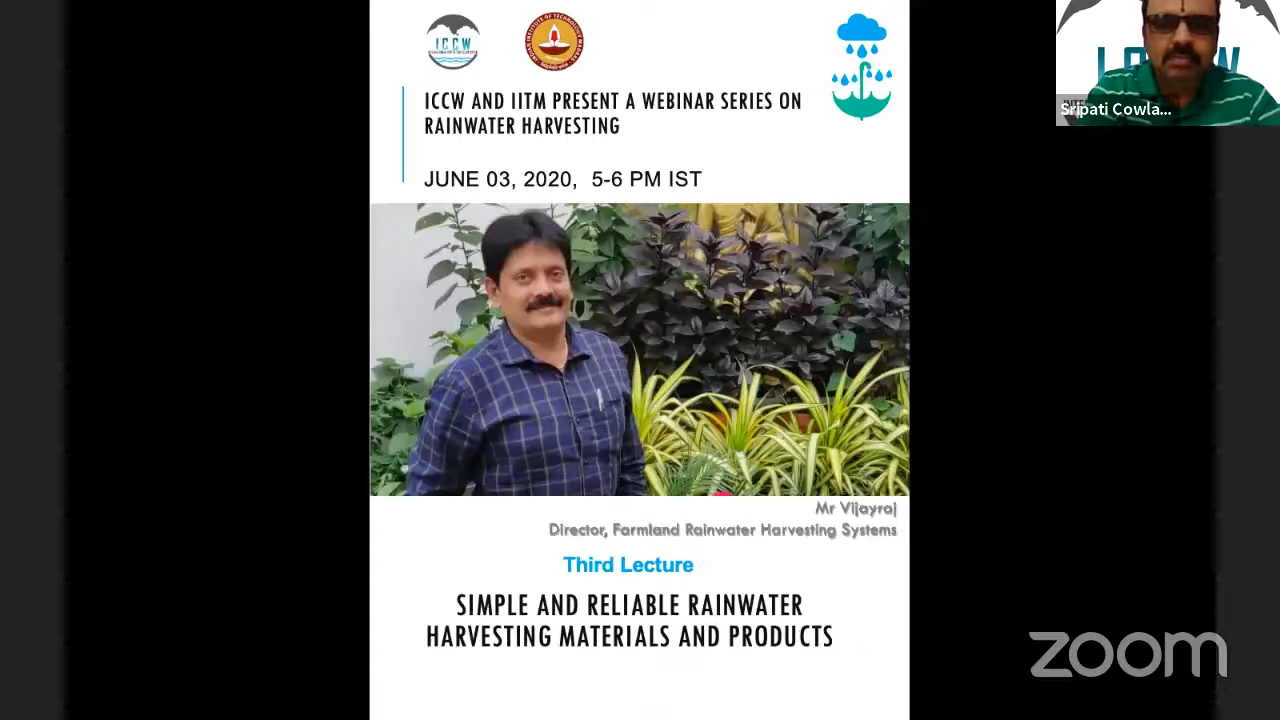 ICCW
ICCW AND IITM PRESENT A WEBINAR SERIES ON
RAINWATER HARVESTING
JUNE 03, 2020, 5-6 PM IST
Sripati Cowla...
Mr Vijayraj
Director, Farmland Rainwater Harvesting Systems
Third Lecture
SIMPLE AND RELIABLE RAINWATER
HARVESTING MATERIALS AND PRODUCTS
zoom